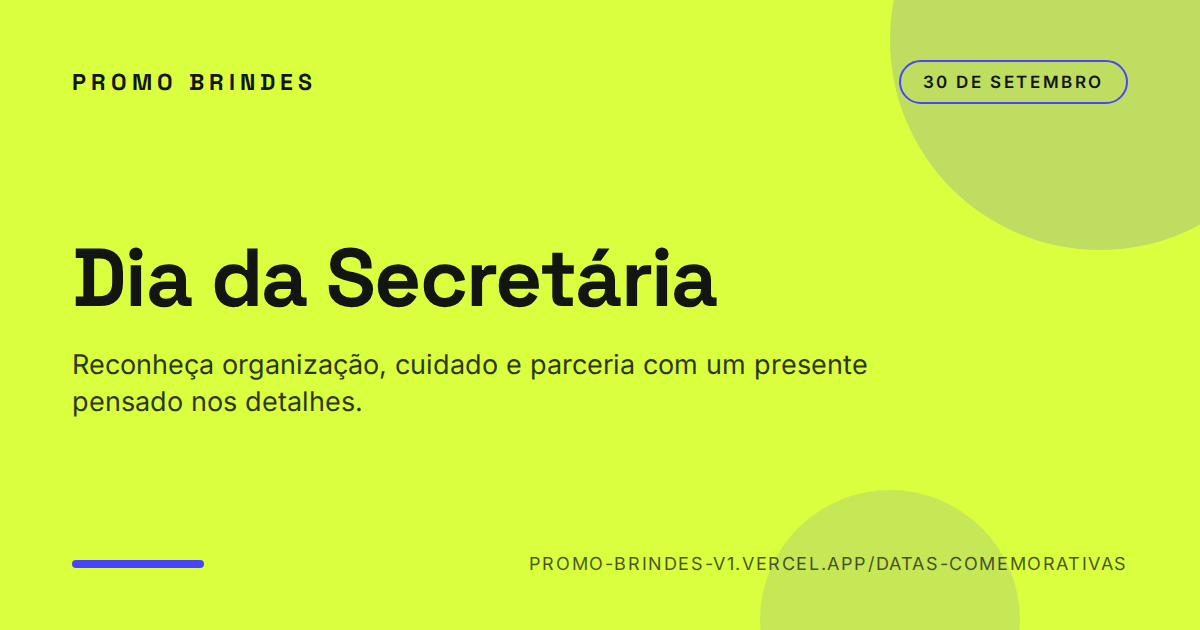 PROMO BRINDES
30 DE SETEMBRO
Dia da Secretária
Reconheça organização, cuidado e parceria com um presente
pensado nos detalhes.
PROMO-BRINDES-V1.VERCEL.APP/DATAS-COMEMORATIVAS